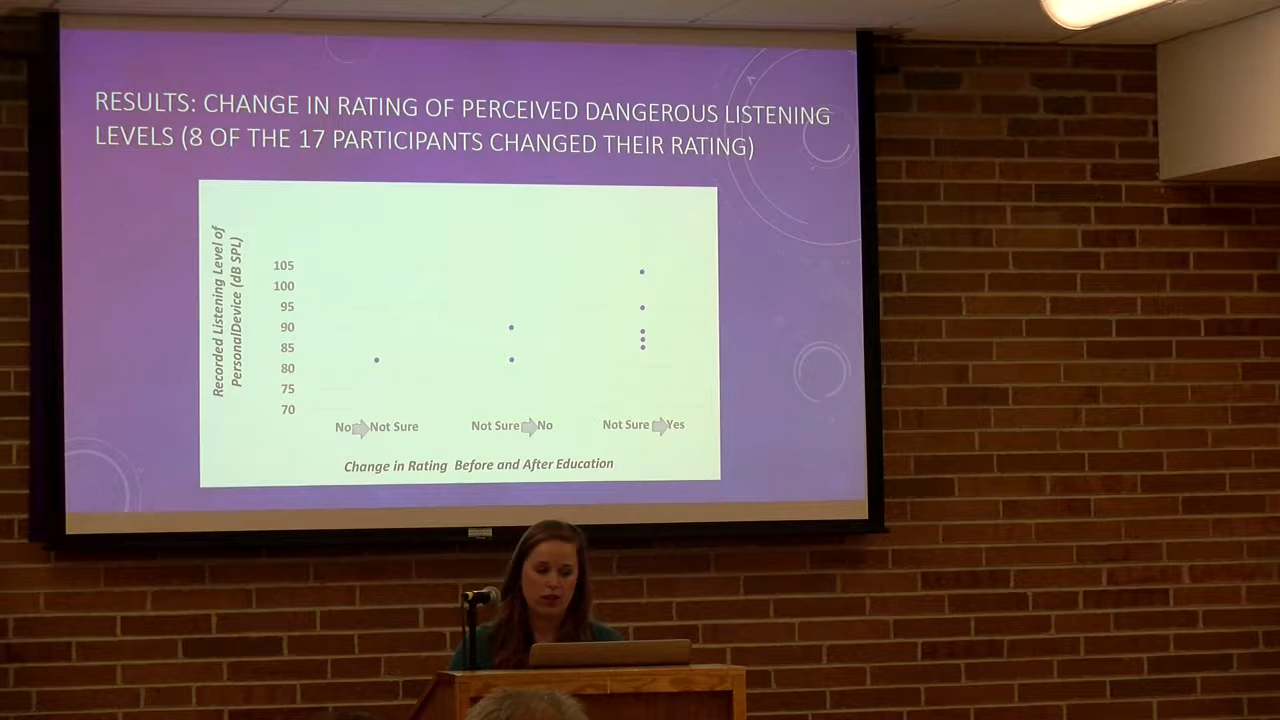 RESULTS: CHANGE IN RATING OF PERCEIVED DANGEROUS LISTENING
LEVELS (8 OF THE 17 PARTICIPANTS CHANGED THEIR RATING)
Recorded Listening Level of
PersonalDevice (dB SPL)
105
100
95
90
85
80
75
70
No Not Sure
Not Sure No
Not Sure Yes
Change in Rating Before and After Education